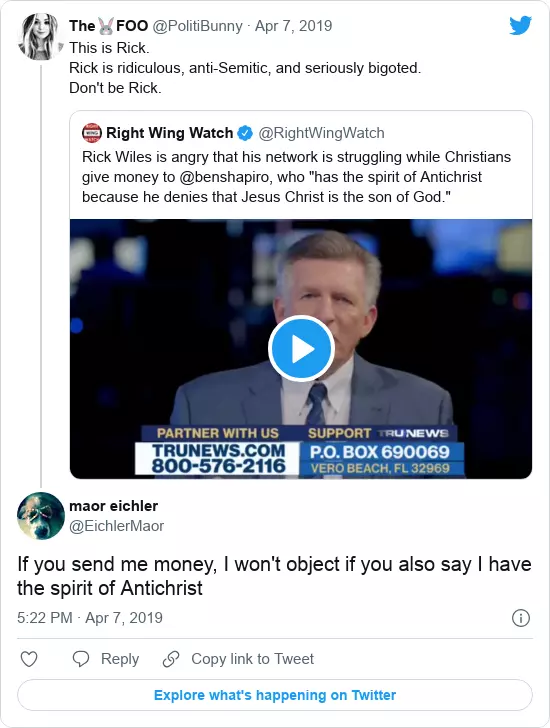 The🐰FOO @PolitiBunny · Apr 7, 2019
This is Rick.
Rick is ridiculous, anti-Semitic, and seriously bigoted.
Don't be Rick.
Right Wing Watch @RightWingWatch
Rick Wiles is angry that his network is struggling while Christians
give money to @benshapiro, who "has the spirit of Antichrist
because he denies that Jesus Christ is the son of God."
PARTNER WITH US SUPPORT TRUNEWS
TRUNEWS.COM P.O. BOX 690069
800-576-2116 VERO BEACH, FL 32969
maor eichler
@EichlerMaor
If you send me money, I won't object if you also say I have
the spirit of Antichrist
5:22 PM · Apr 7, 2019
Reply Copy link to Tweet
Explore what's happening on Twitter